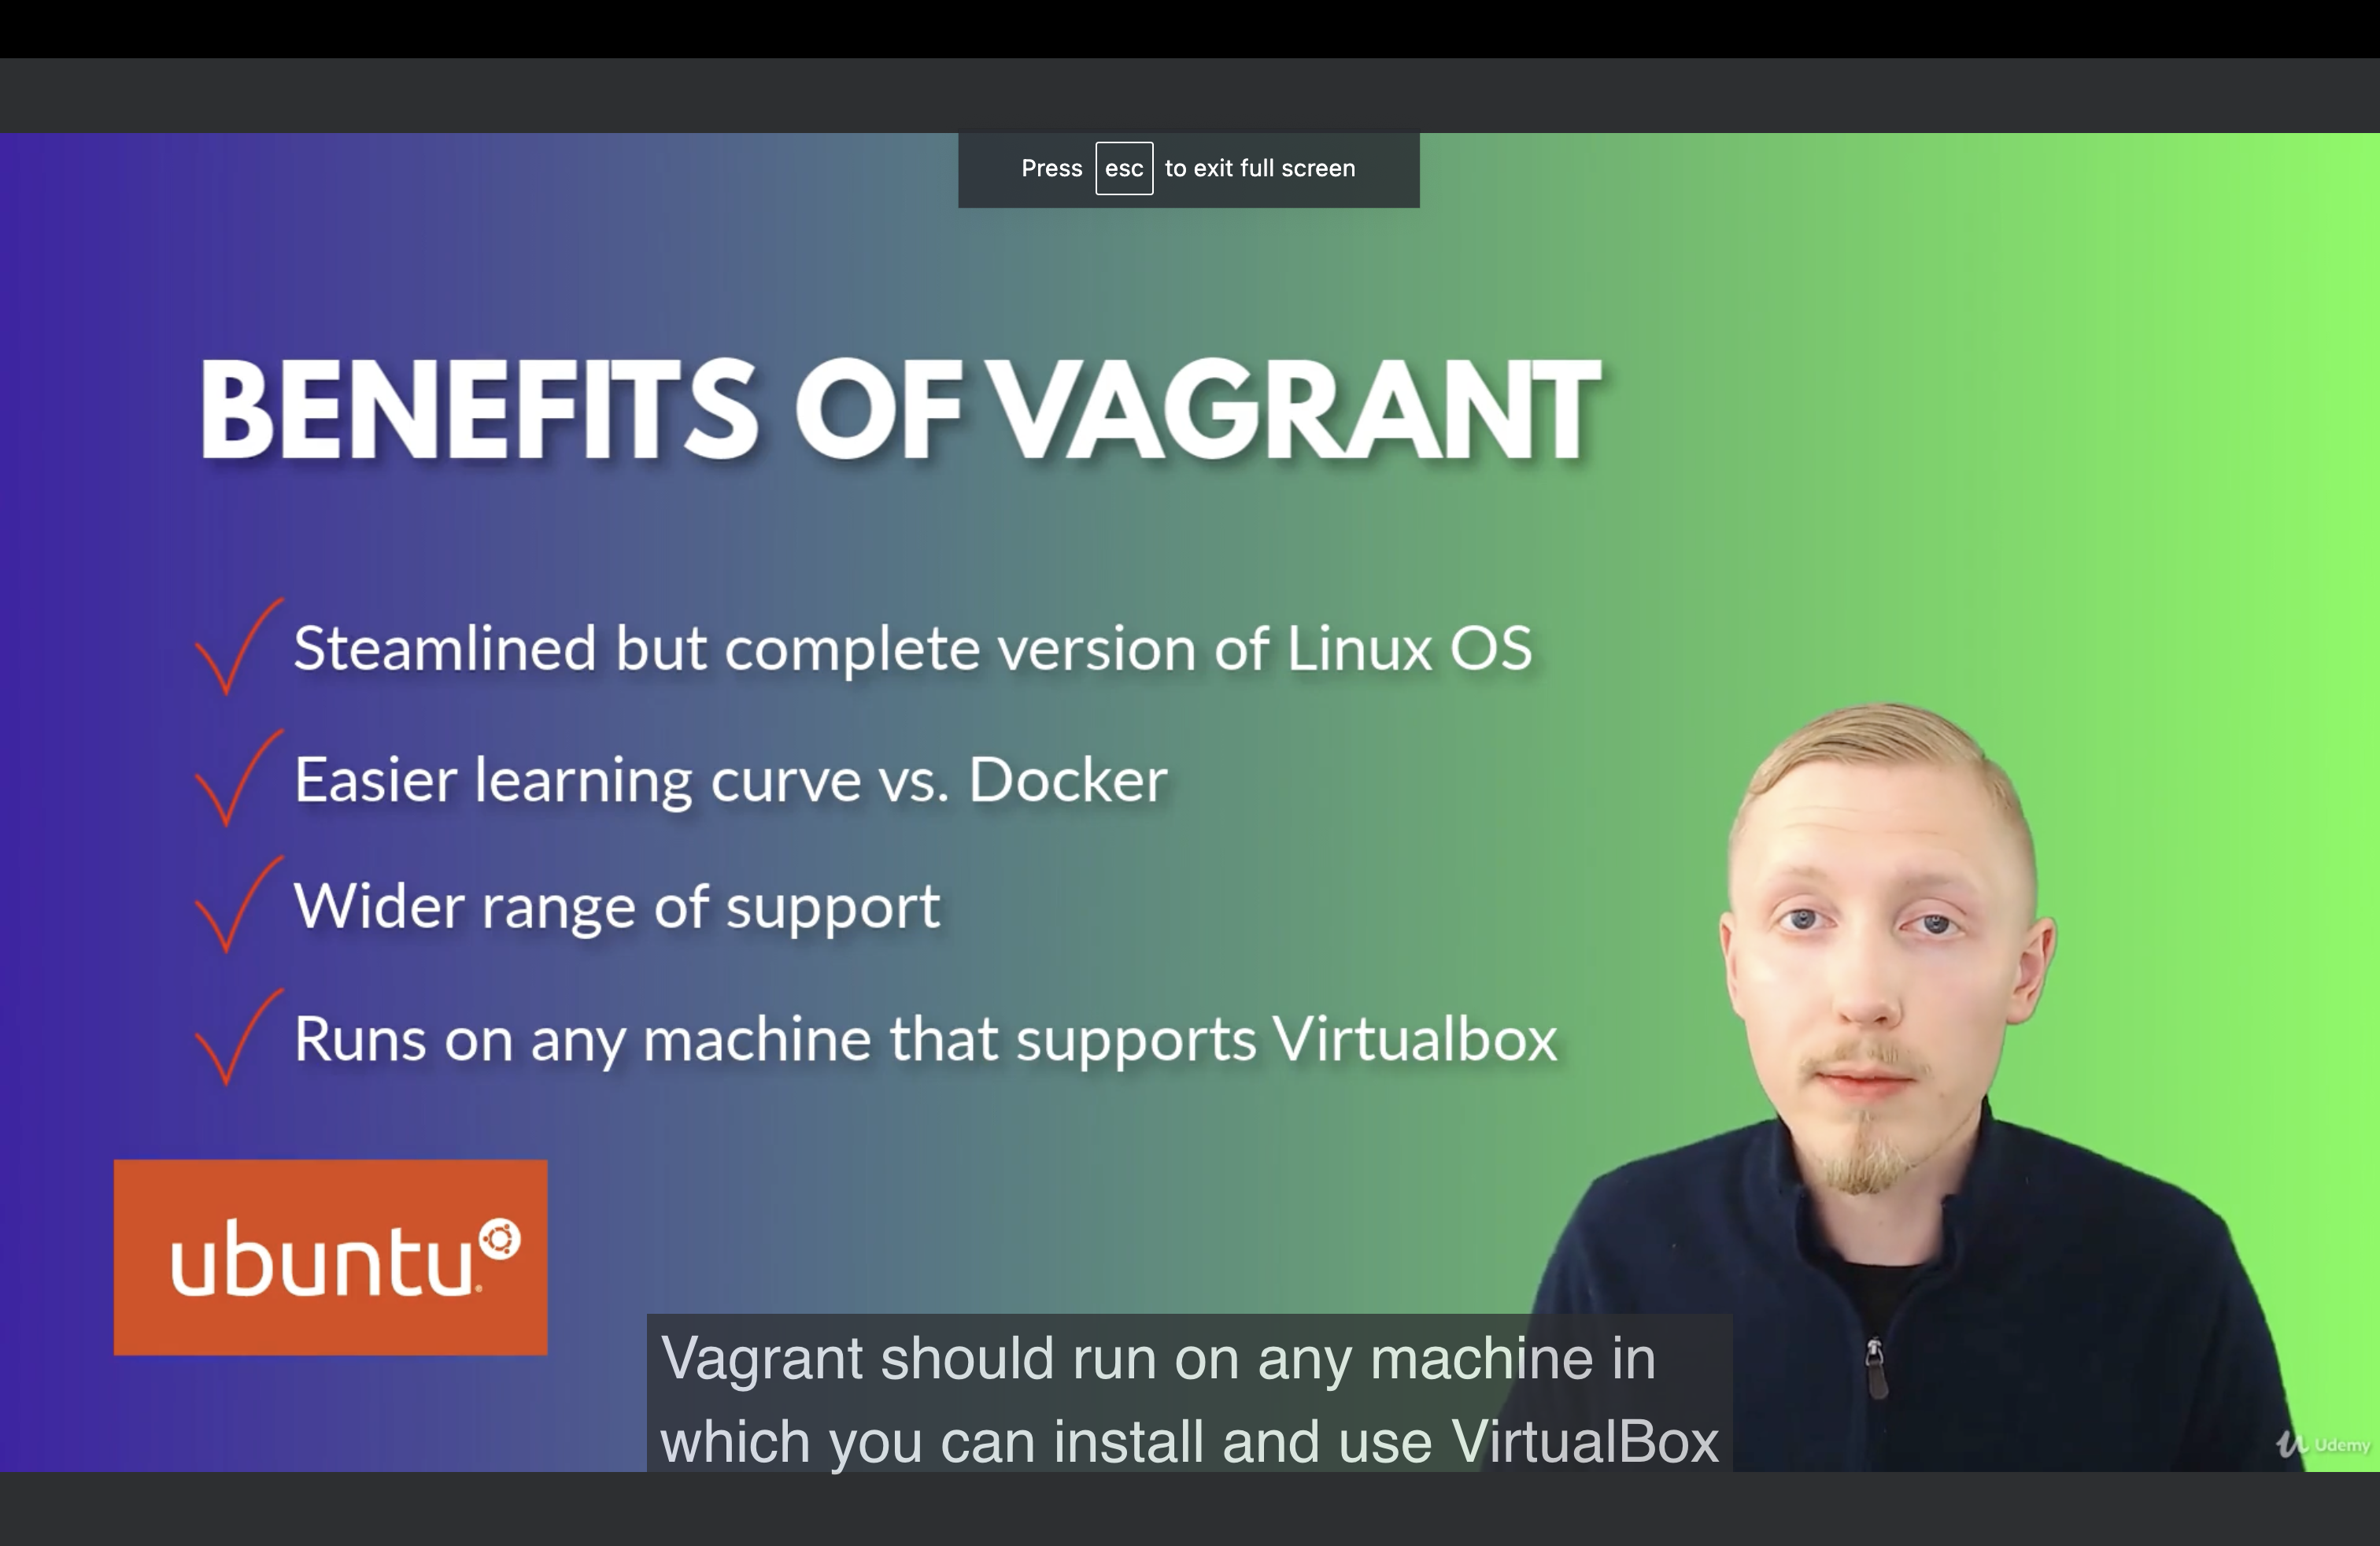 Press esc to exit full screen
BENEFITS OF VAGRANT
Steamlined but complete version of Linux OS
Easier learning curve vs. Docker
Wider range of support
Runs on any machine that supports Virtualbox
ubuntu®
Vagrant should run on any machine in
which you can install and use VirtualBox
Udemy